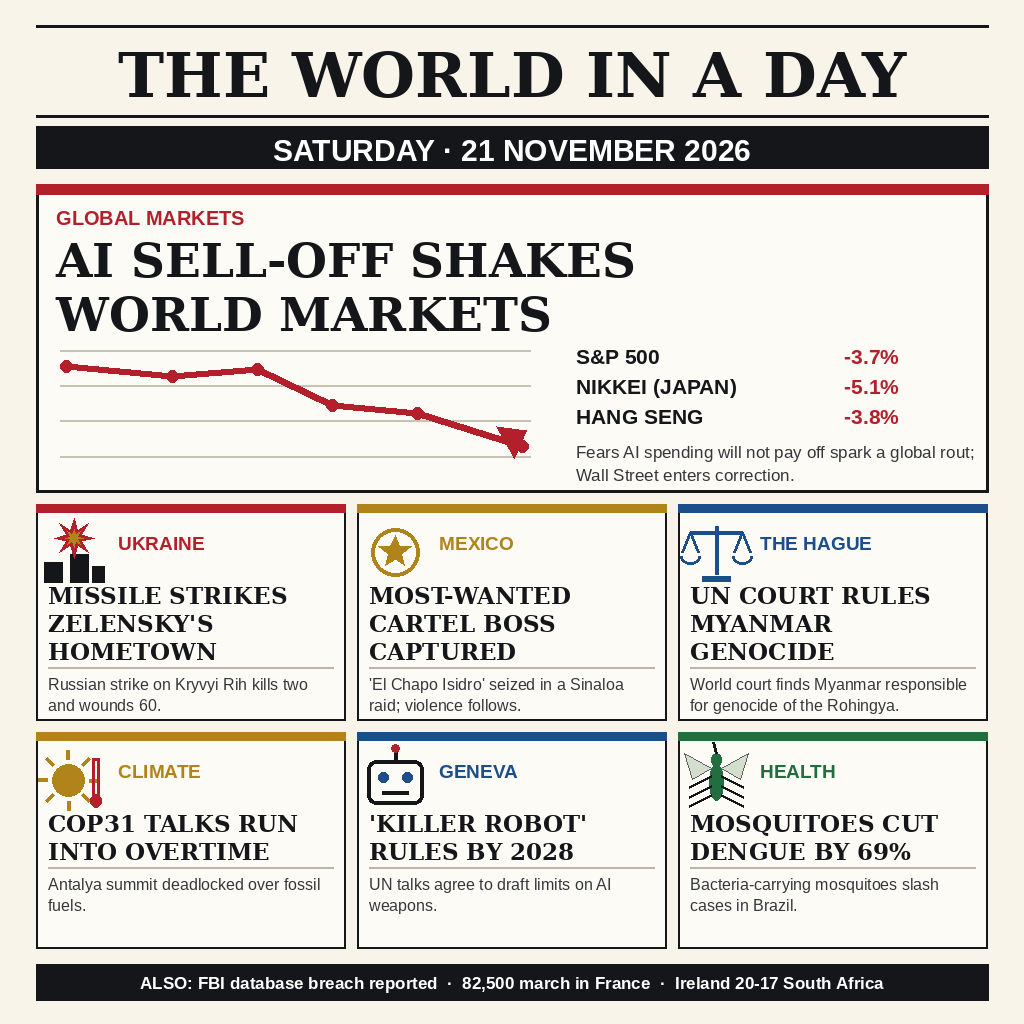 THE WORLD IN A DAY
SATURDAY · 21 NOVEMBER 2026
GLOBAL MARKETS
AI SELL-OFF SHAKES
WORLD MARKETS
S&P 500 -3.7%
NIKKEI (JAPAN) -5.1%
HANG SENG -3.8%
Fears AI spending will not pay off spark a global rout;
Wall Street enters correction.
UKRAINE
MISSILE STRIKES
ZELENSKY'S
HOMETOWN
Russian strike on Kryvyi Rih kills two
and wounds 60.
MEXICO
MOST-WANTED
CARTEL BOSS
CAPTURED
'El Chapo Isidro' seized in a Sinaloa
raid; violence follows.
THE HAGUE
UN COURT RULES
MYANMAR
GENOCIDE
World court finds Myanmar responsible
for genocide of the Rohingya.
CLIMATE
COP31 TALKS RUN
INTO OVERTIME
Antalya summit deadlocked over fossil
fuels.
GENEVA
'KILLER ROBOT'
RULES BY 2028
UN talks agree to draft limits on AI
weapons.
HEALTH
MOSQUITOES CUT
DENGUE BY 69%
Bacteria-carrying mosquitoes slash
cases in Brazil.
ALSO: FBI database breach reported · 82,500 march in France · Ireland 20-17 South Africa